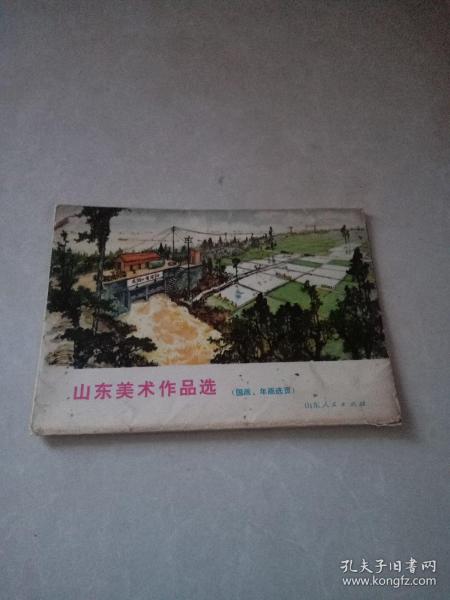 山东美术作品选
（国画、年画选页）
山东人民出版社
孔夫子旧书网
www.kongfz.com